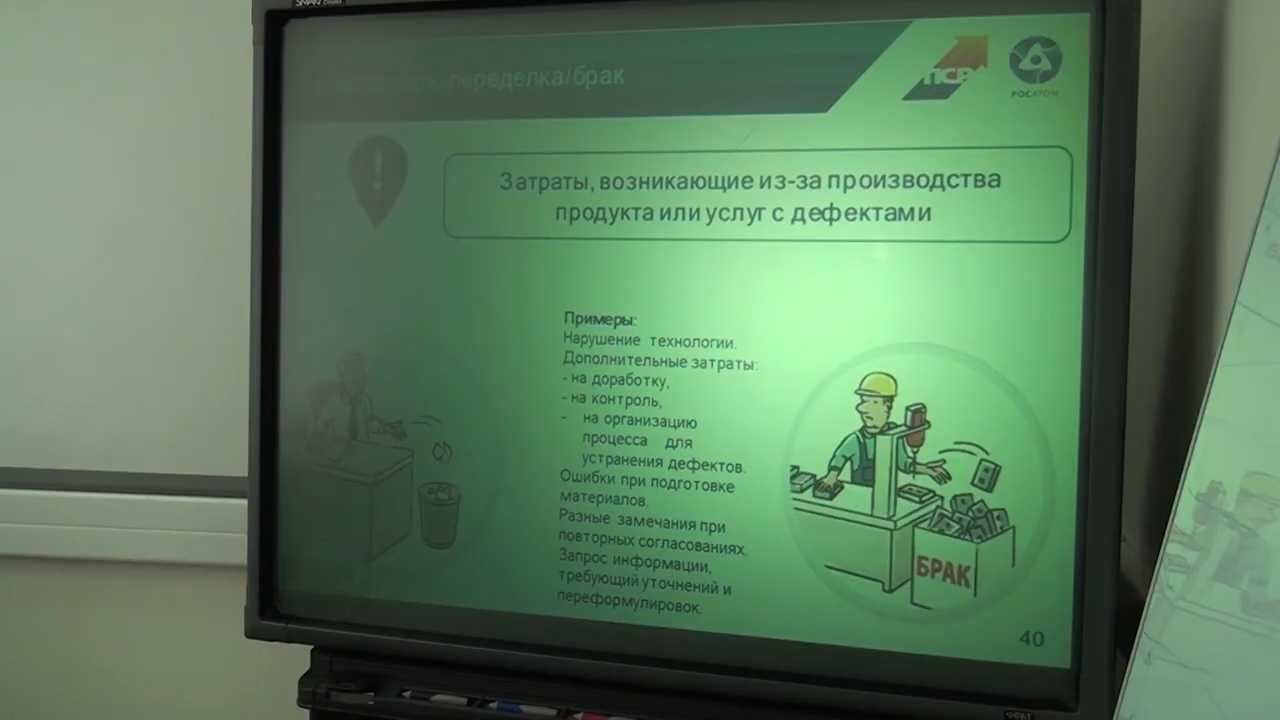 SMART
переделка/брак
ПСР
РОСАТОМ
Затраты, возникающие из-за производства
продукта или услуг с дефектами
Примеры:
Нарушение технологии.
Дополнительные затраты:
- на доработку,
- на контроль,
- на организацию
процесса для
устранения дефектов.
Ошибки при подготовке
материалов.
Разные замечания при
повторных согласованиях.
Запрос информации,
требующий уточнений и
переформулировок.
БРАК
40